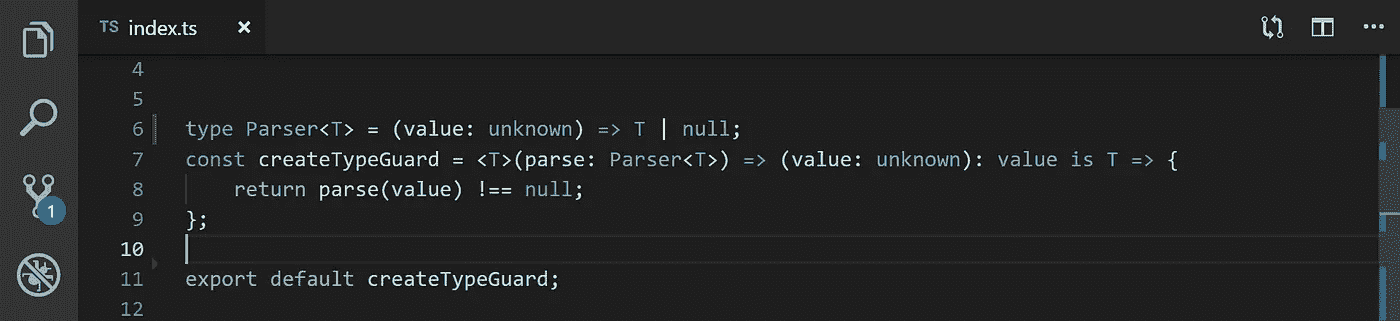 TS index.ts ×
4
5
6 type Parser<T> = (value: unknown) => T | null;
7 const createTypeGuard = <T>(parse: Parser<T>) => (value: unknown): value is T => {
8     return parse(value) !== null;
9 };
10
11 export default createTypeGuard;
12
1